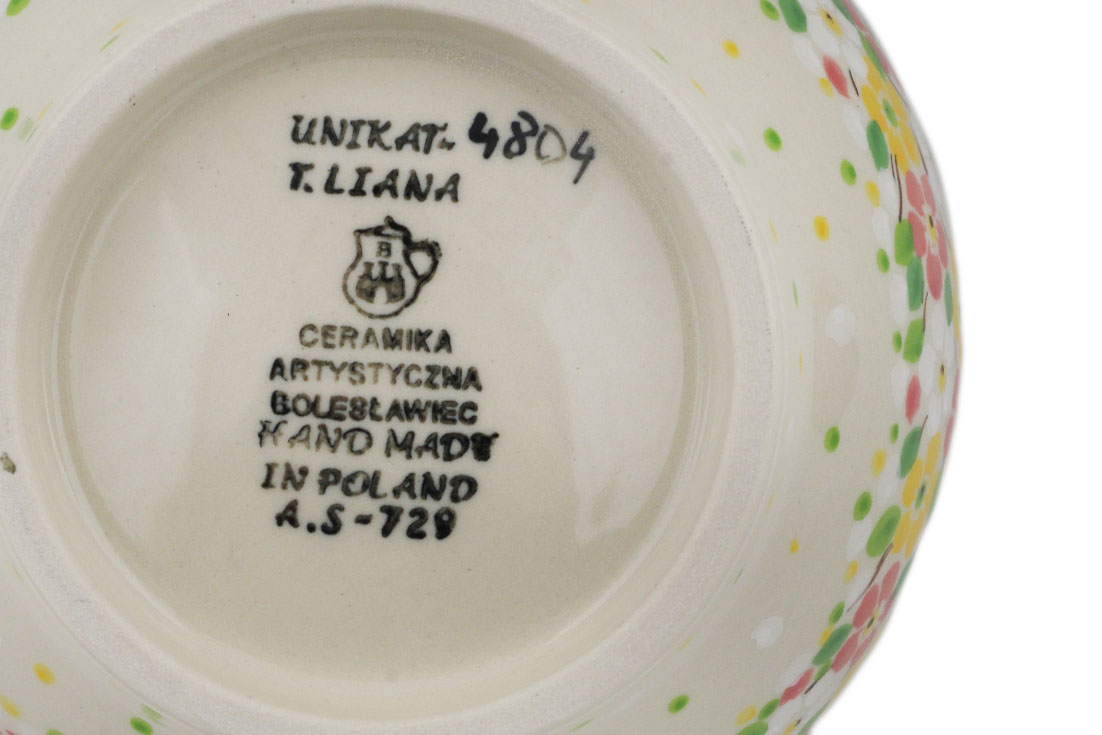 UNIKAT- 4804
T. LIANA
B
CERAMIKA
ARTYSTYCZNA
BOLESŁAWIEC
HAND MADE
IN POLAND
A.S-729